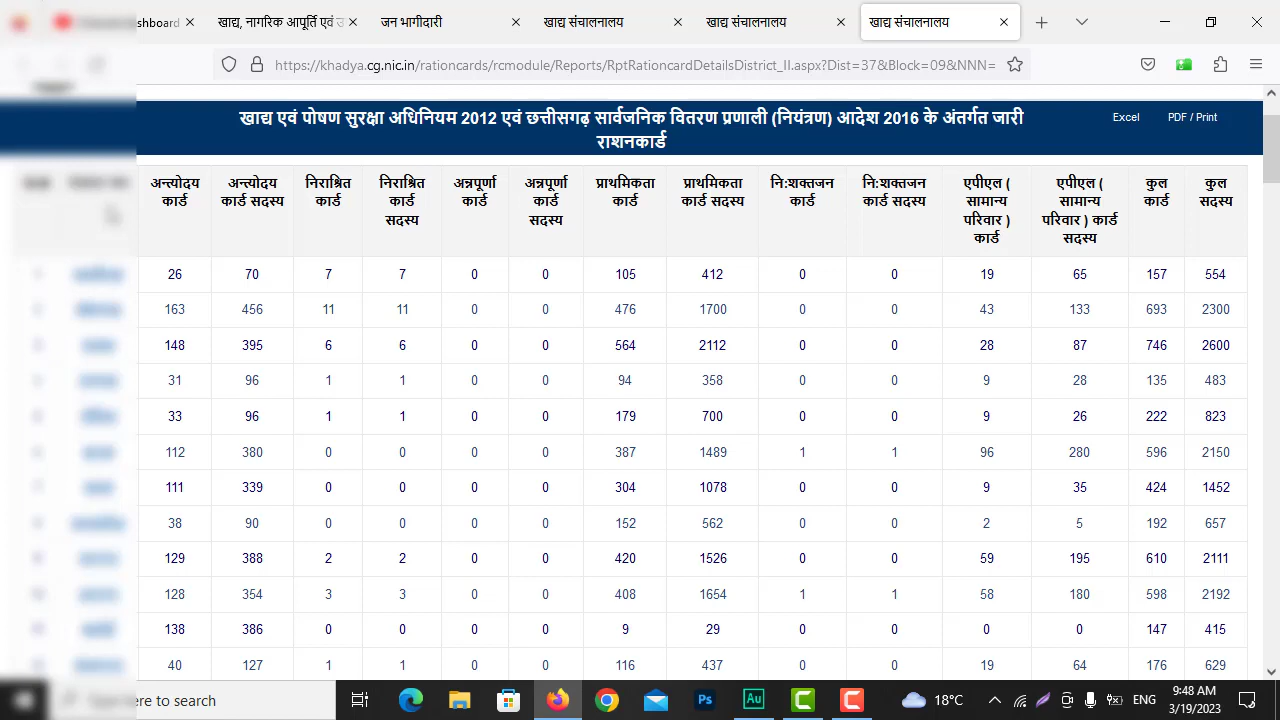 shboard
खाद्य, नागरिक आपूर्ति एवं उ
जन भागीदारी
खाद्य संचालनालय
खाद्य संचालनालय
खाद्य संचालनालय
https://khadya.cg.nic.in/rationcards/rcmodule/Reports/RptRationcardDetailsDistrict_II.aspx?Dist=37&Block=09&NNN=
खाद्य एवं पोषण सुरक्षा अधिनियम 2012 एवं छत्तीसगढ़ सार्वजनिक वितरण प्रणाली (नियंत्रण) आदेश 2016 के अंतर्गत जारी
राशनकार्ड
Excel PDF / Print
अन्त्योदय कार्ड
अन्त्योदय कार्ड सदस्य
निराश्रित कार्ड
निराश्रित कार्ड सदस्य
अन्नपूर्णा कार्ड
अन्नपूर्णा कार्ड सदस्य
प्राथमिकता कार्ड
प्राथमिकता कार्ड सदस्य
नि:शक्तजन कार्ड
नि:शक्तजन कार्ड सदस्य
एपीएल ( सामान्य परिवार ) कार्ड
एपीएल ( सामान्य परिवार ) कार्ड सदस्य
कुल कार्ड
कुल सदस्य
26 70 7 7 0 0 105 412 0 0 19 65 157 554
163 456 11 11 0 0 476 1700 0 0 43 133 693 2300
148 395 6 6 0 0 564 2112 0 0 28 87 746 2600
31 96 1 1 0 0 94 358 0 0 9 28 135 483
33 96 1 1 0 0 179 700 0 0 9 26 222 823
112 380 0 0 0 0 387 1489 1 1 96 280 596 2150
111 339 0 0 0 0 304 1078 0 0 9 35 424 1452
38 90 0 0 0 0 152 562 0 0 2 5 192 657
129 388 2 2 0 0 420 1526 0 0 59 195 610 2111
128 354 3 3 0 0 408 1654 1 1 58 180 598 2192
138 386 0 0 0 0 9 29 0 0 0 0 147 415
40 127 1 1 0 0 116 437 0 0 19 64 176 629
Type here to search
Ps
Au
18°C
ENG
9:48 AM
3/19/2023